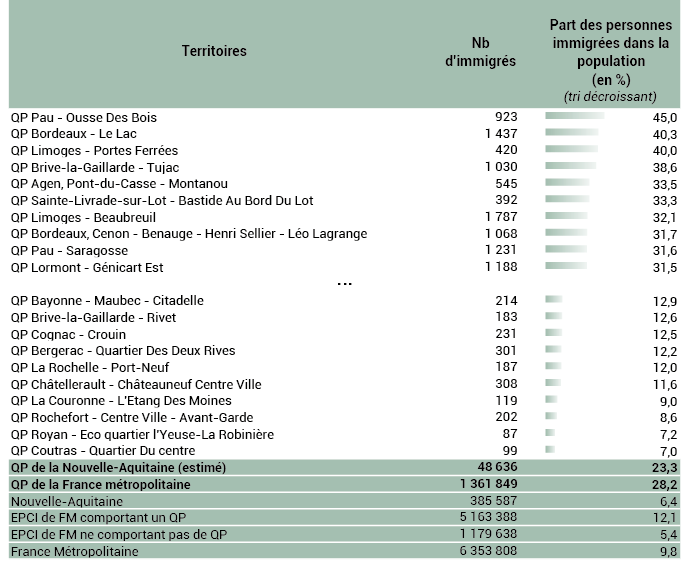 Territoires
Nb
d'immigrés
Part des personnes
immigrées dans la
population
(en %)
(tri décroissant)
QP Pau - Ousse Des Bois 923 45,0
QP Bordeaux - Le Lac 1 437 40,3
QP Limoges - Portes Ferrées 420 40,0
QP Brive-la-Gaillarde - Tujac 1 030 38,6
QP Agen, Pont-du-Casse - Montanou 545 33,5
QP Sainte-Livrade-sur-Lot - Bastide Au Bord Du Lot 392 33,3
QP Limoges - Beaubreuil 1 787 32,1
QP Bordeaux, Cenon - Benauge - Henri Sellier - Léo Lagrange 1 068 31,7
QP Pau - Saragosse 1 231 31,6
QP Lormont - Génicart Est 1 188 31,5
...
QP Bayonne - Maubec - Citadelle 214 12,9
QP Brive-la-Gaillarde - Rivet 183 12,6
QP Cognac - Crouin 231 12,5
QP Bergerac - Quartier Des Deux Rives 301 12,2
QP La Rochelle - Port-Neuf 187 12,0
QP Châtellerault - Châteauneuf Centre Ville 308 11,6
QP La Couronne - L'Etang Des Moines 119 9,0
QP Rochefort - Centre Ville - Avant-Garde 202 8,6
QP Royan - Eco quartier l'Yeuse-La Robinière 87 7,2
QP Coutras - Quartier Du centre 99 7,0
QP de la Nouvelle-Aquitaine (estimé) 48 636 23,3
QP de la France métropolitaine 1 361 849 28,2
Nouvelle-Aquitaine 385 587 6,4
EPCI de FM comportant un QP 5 163 388 12,1
EPCI de FM ne comportant pas de QP 1 179 638 5,4
France Métropolitaine 6 353 808 9,8